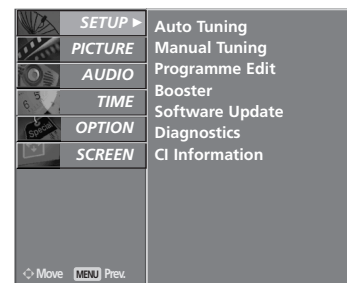 SETUP ►
PICTURE
AUDIO
TIME
OPTION
SCREEN
Move MENU Prev.
Auto Tuning
Manual Tuning
Programme Edit
Booster
Software Update
Diagnostics
CI Information
Special